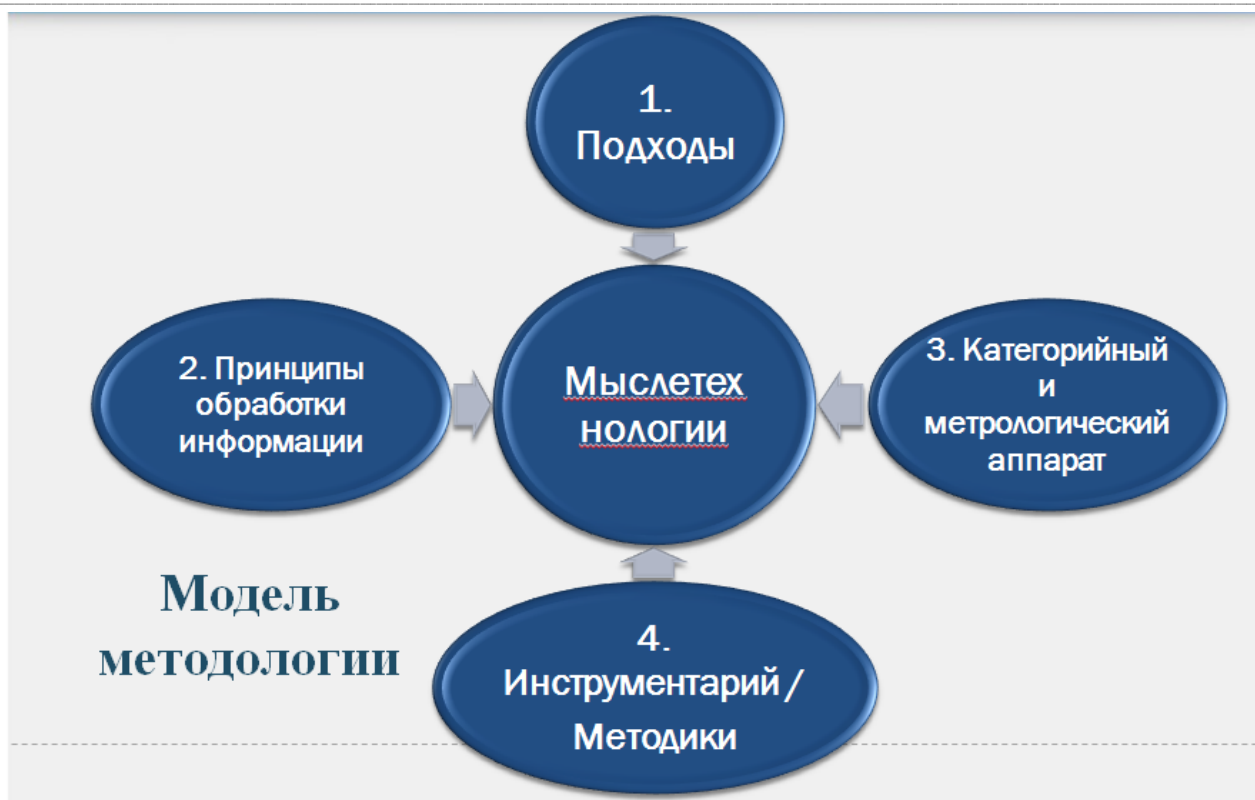 1.
Подходы
2. Принципы
обработки
информации
Мыслетех
нологии
3. Категорийный
и
метрологический
аппарат
Модель
методологии
4.
Инструментарий /
Методики